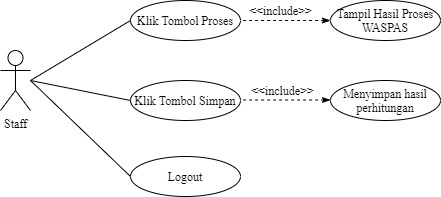 Klik Tombol Proses
<<include>>
Tampil Hasil Proses
WASPAS
Staff
Klik Tombol Simpan
<<include>>
Menyimpan hasil
perhitungan
Logout